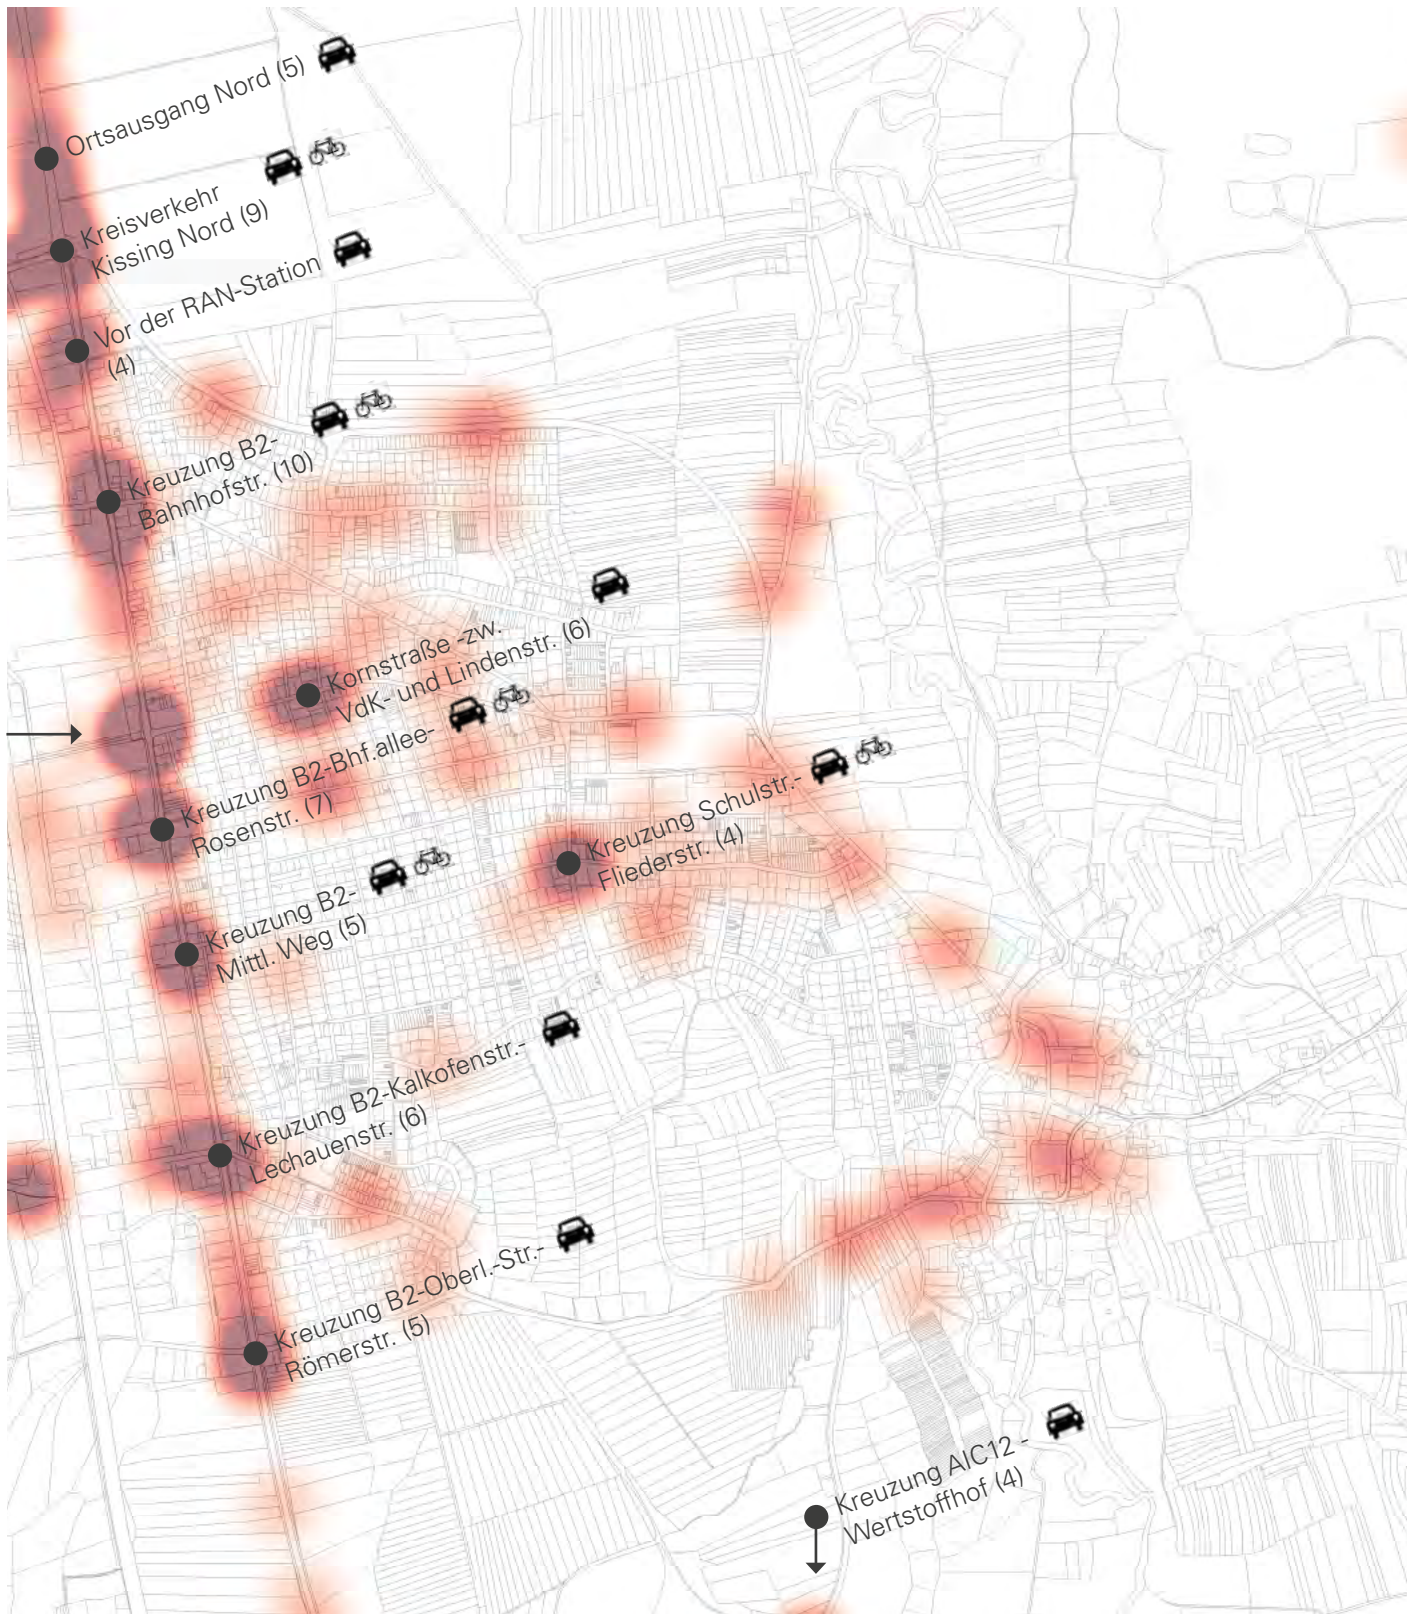 Ortsausgang Nord (5)
Kreisverkehr
Kissing Nord (9)
Vor der RAN-Station
(4)
Kreuzung B2-
Bahnhofstr. (10)
Kornstraße -zw.
VdK- und Lindenstr. (6)
Kreuzung B2-Bhf.allee-
Rosenstr. (7)
Kreuzung Schulstr.-
Fliederstr. (4)
Kreuzung B2-
Mittl. Weg (5)
Kreuzung B2-Kalkofenstr.-
Lechauenstr. (6)
Kreuzung B2-Oberl.-Str.-
Römerstr. (5)
Kreuzung AIC12 -
Wertstoffhof (4)